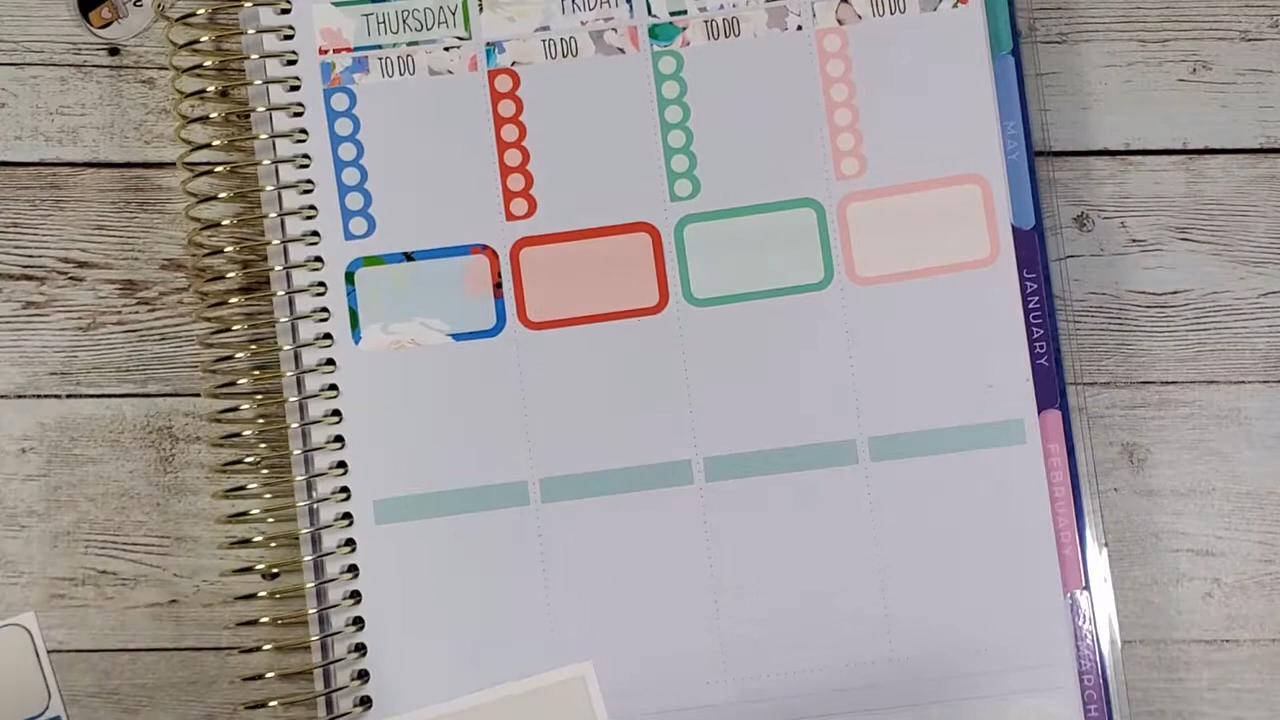 THURSDAY
FRIDAY
TO DO
TO DO
TO DO
TO DO
MAY
JANUARY
FEBRUARY
MARCH